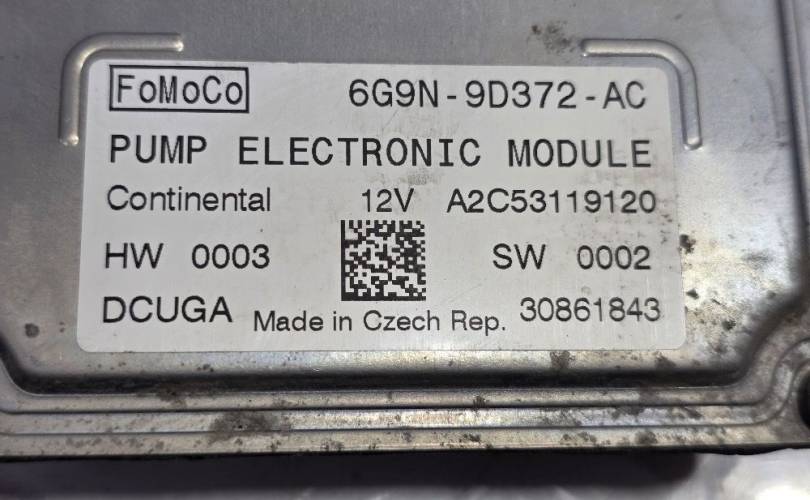 FoMoCo 6G9N-9D372-AC
PUMP ELECTRONIC MODULE
Continental 12V A2C53119120
HW 0003 SW 0002
DCUGA Made in Czech Rep. 30861843